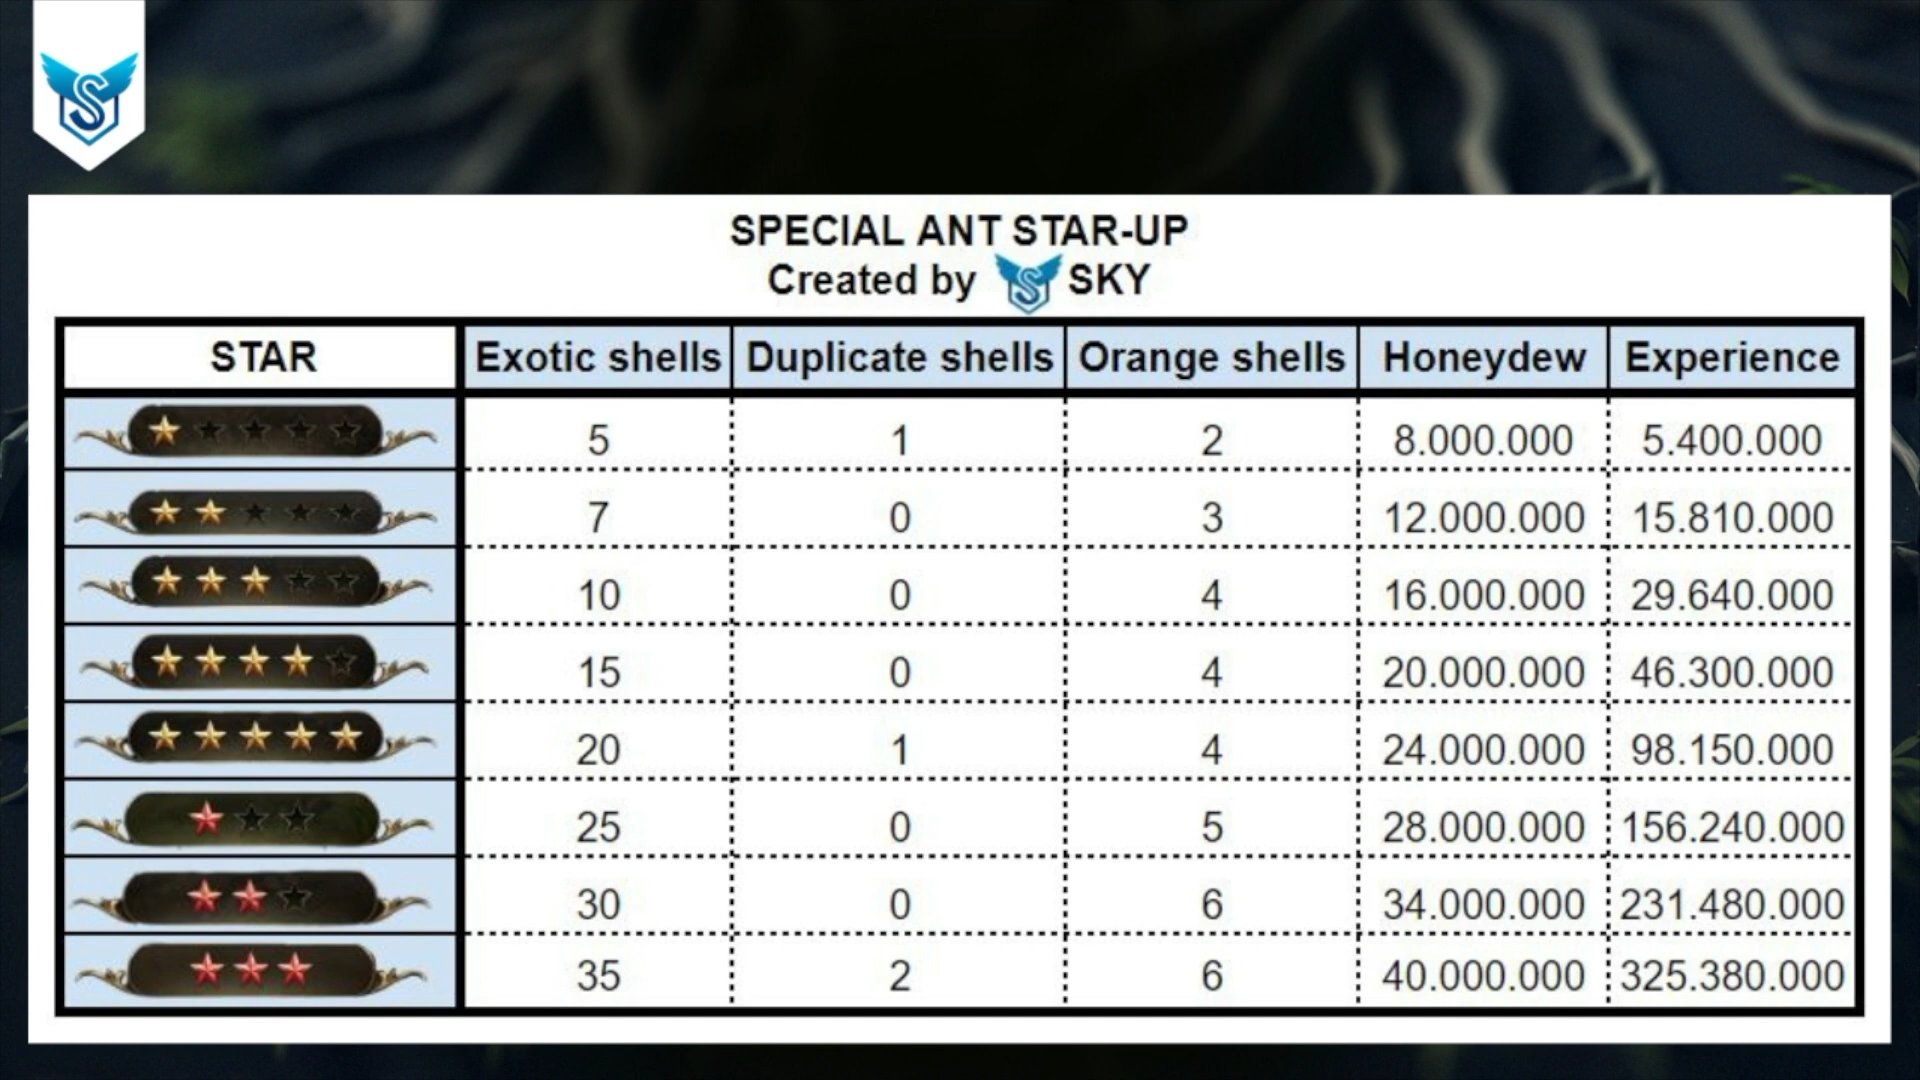 S
SPECIAL ANT STAR-UP
Created by S SKY
STAR Exotic shells Duplicate shells Orange shells Honeydew Experience
5 1 2 8.000.000 5.400.000
7 0 3 12.000.000 15.810.000
10 0 4 16.000.000 29.640.000
15 0 4 20.000.000 46.300.000
20 1 4 24.000.000 98.150.000
25 0 5 28.000.000 156.240.000
30 0 6 34.000.000 231.480.000
35 2 6 40.000.000 325.380.000